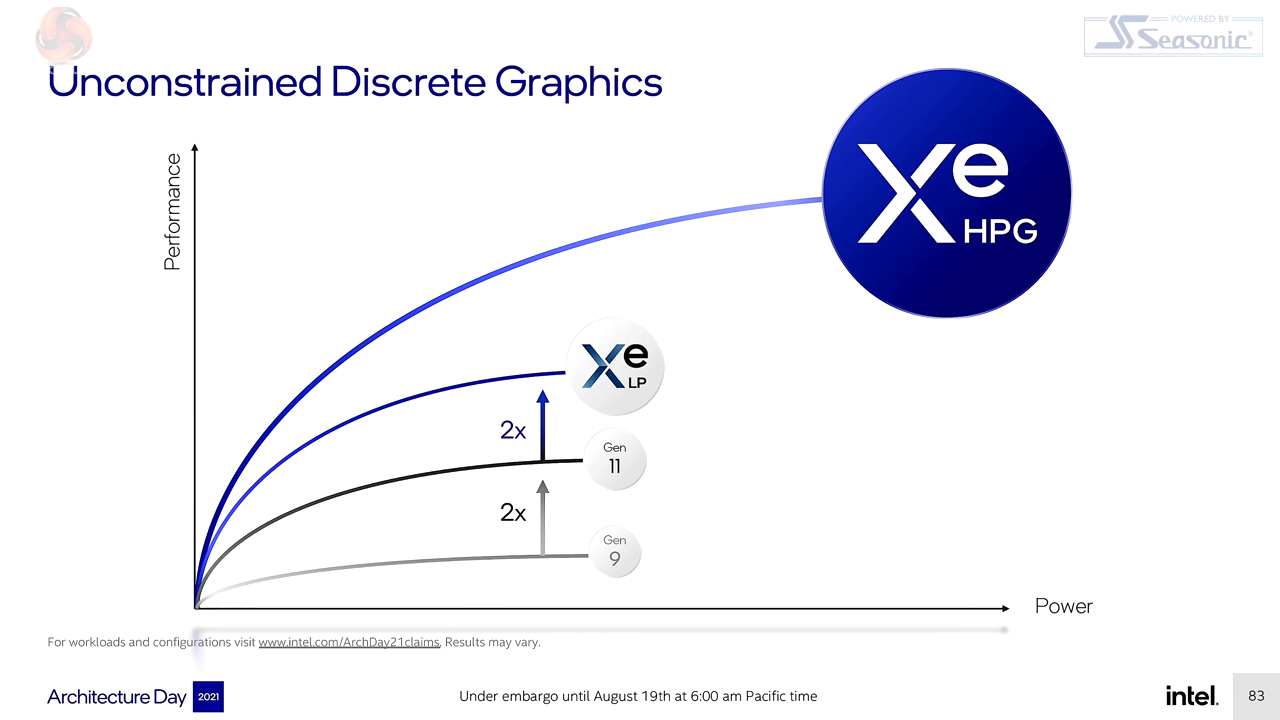 POWERED BY
Seasonic®
Unconstrained Discrete Graphics
Performance
Xe
HPG
Xe
LP
2x
Gen
11
2x
Gen
9
Power
For workloads and configurations visit www.intel.com/ArchDay21claims. Results may vary.
Architecture Day 2021
Under embargo until August 19th at 6:00 am Pacific time
intel.
83